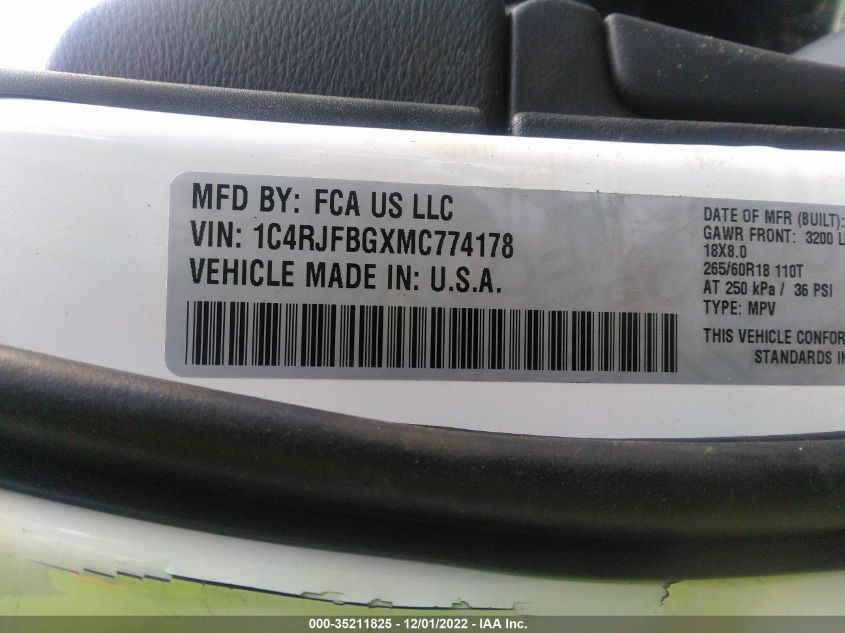 MFD BY: FCA US LLC
VIN: 1C4RJFBGXMC774178
VEHICLE MADE IN: U.S.A.
DATE OF MFR (BUILT):
GAWR FRONT: 3200 L
18X8.0
265/60R18 110T
AT 250 kPa / 36 PSI
TYPE: MPV
THIS VEHICLE CONFOR
STANDARDS IN
000-35211825 - 12/01/2022 - IAA Inc.